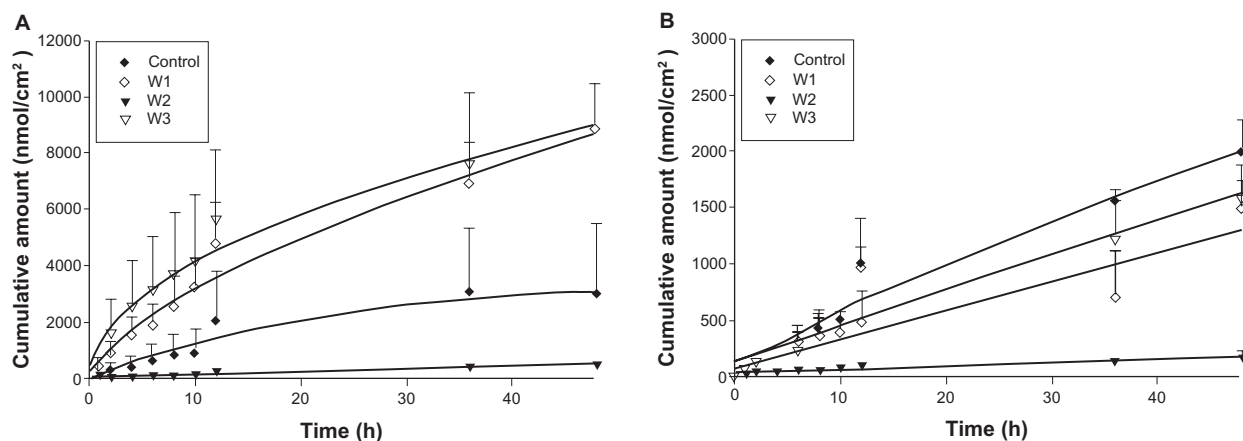 A
Cumulative amount (nmol/cm²)
12000
10000
8000
6000
4000
2000
0
Control
W1
W2
W3
0 10 20 30 40
Time (h)
B
Cumulative amount (nmol/cm²)
3000
2500
2000
1500
1000
500
0
Control
W1
W2
W3
0 10 20 30 40
Time (h)